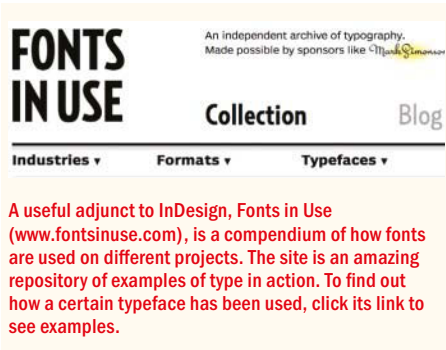 FONTS
IN USE
An independent archive of typography.
Made possible by sponsors like Mark Simonson
Collection
Blog
Industries ▾
Formats ▾
Typefaces ▾
A useful adjunct to InDesign, Fonts in Use
(www.fontsinuse.com), is a compendium of how fonts
are used on different projects. The site is an amazing
repository of examples of type in action. To find out
how a certain typeface has been used, click its link to
see examples.